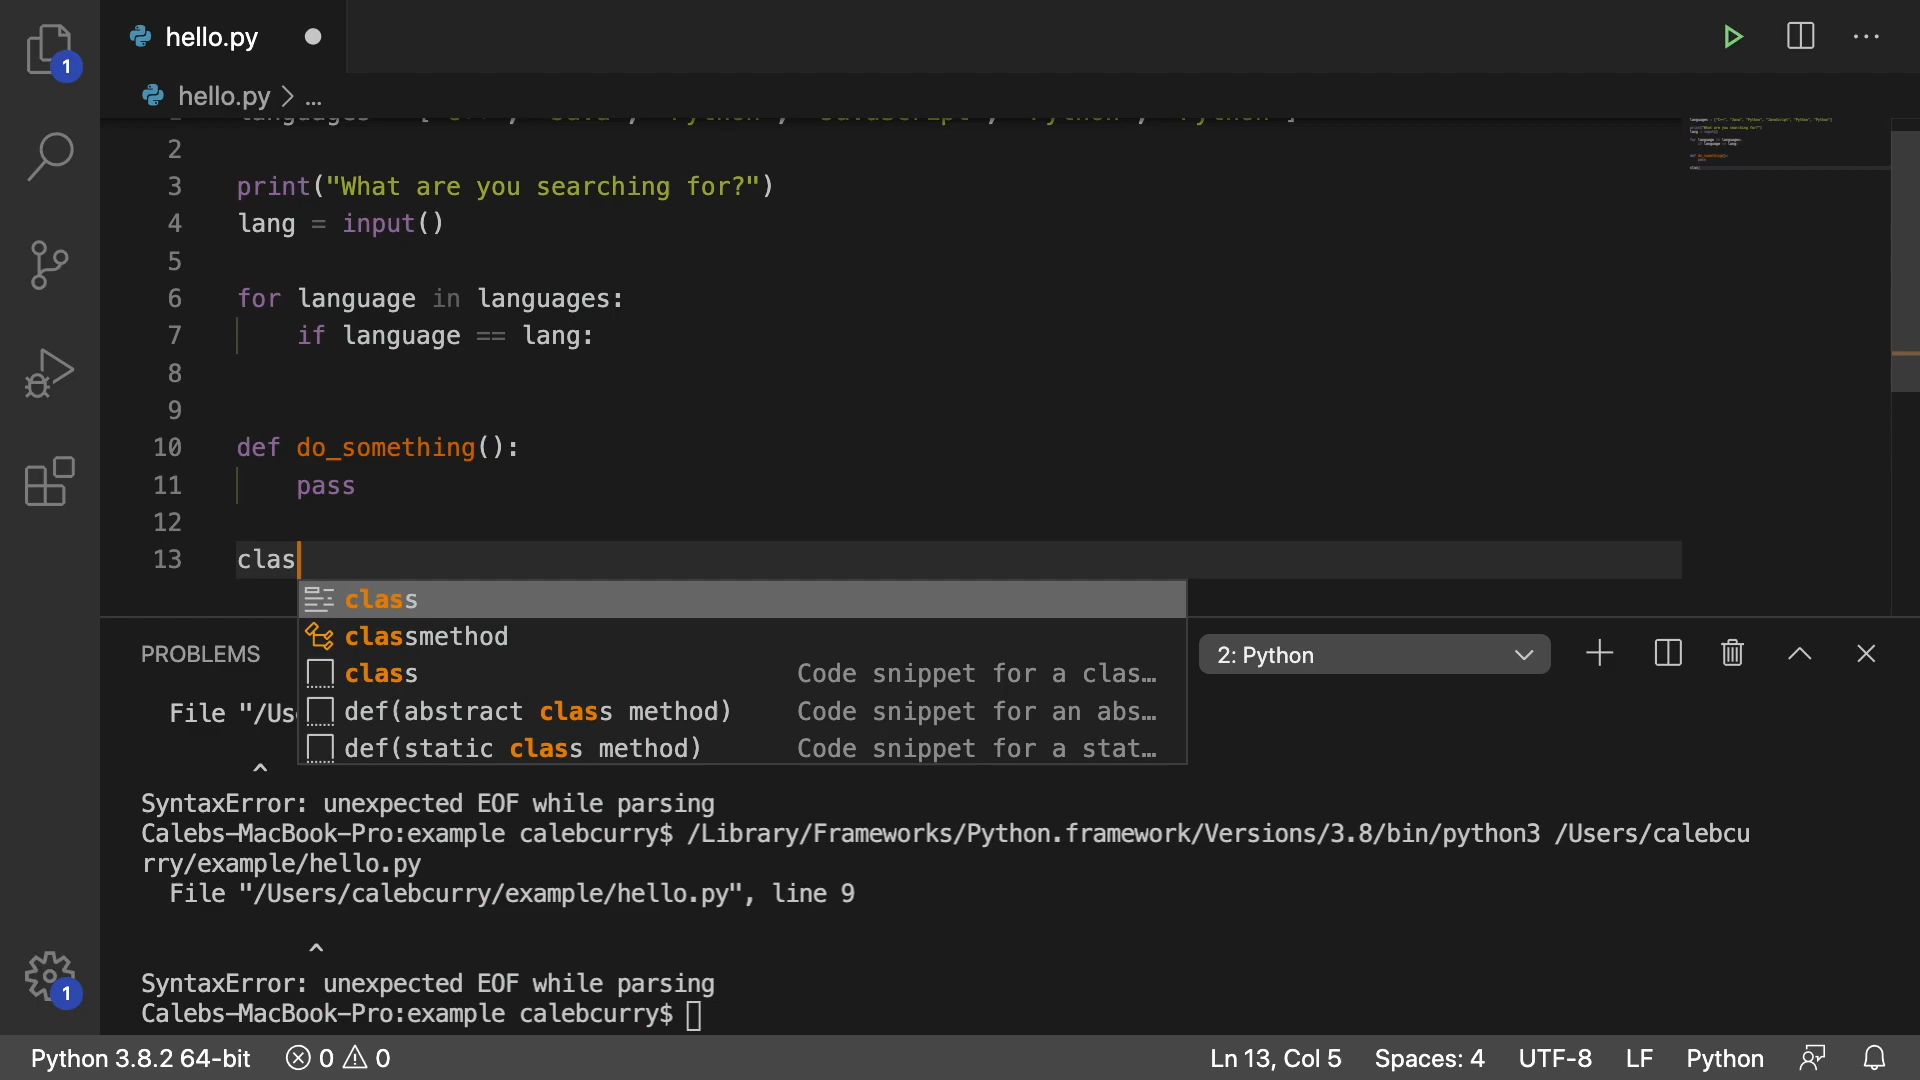 1
hello.py
hello.py > ...
2
3 print("What are you searching for?")
4 lang = input()
5
6 for language in languages:
7 if language == lang:
8
9
10 def do_something():
11 pass
12
13 clas
class
classmethod
class Code snippet for a clas…
def(abstract class method) Code snippet for an abs…
def(static class method) Code snippet for a stat…
PROBLEMS
2: Python
File "/Us
^
SyntaxError: unexpected EOF while parsing
Calebs-MacBook-Pro:example calebcurry$ /Library/Frameworks/Python.framework/Versions/3.8/bin/python3 /Users/calebcu
rry/example/hello.py
File "/Users/calebcurry/example/hello.py", line 9
^
SyntaxError: unexpected EOF while parsing
Calebs-MacBook-Pro:example calebcurry$
1
Python 3.8.2 64-bit 0 0 Ln 13, Col 5 Spaces: 4 UTF-8 LF Python